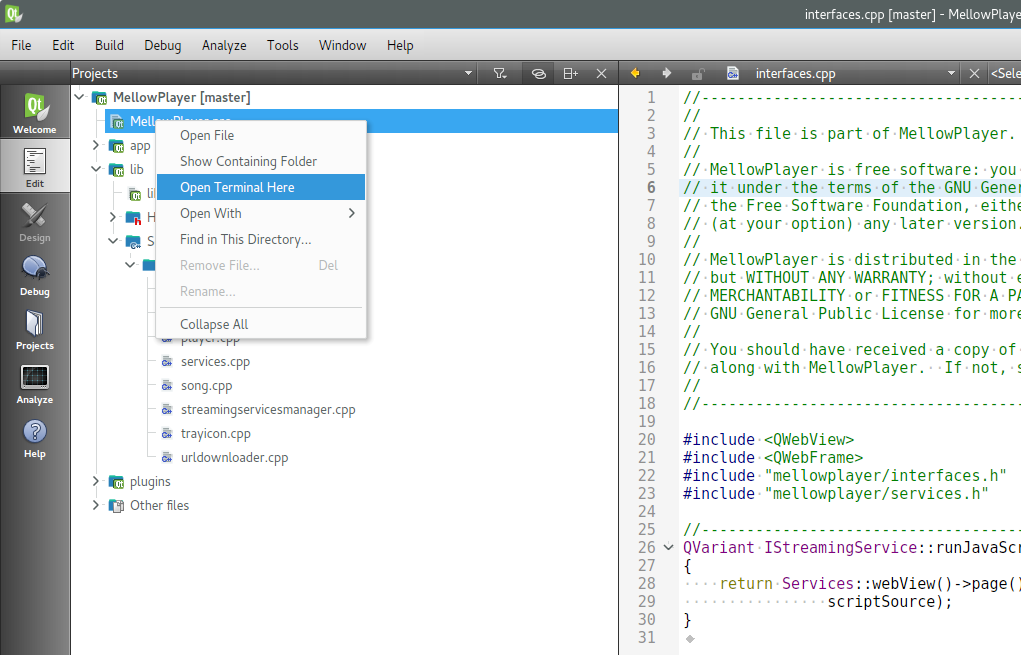 interfaces.cpp [master] - MellowPlaye
File Edit Build Debug Analyze Tools Window Help
Projects
interfaces.cpp
<Sele
Welcome
Edit
Design
Debug
Projects
Analyze
Help
MellowPlayer [master]
MellowPlayer.pro
app
lib
li
H
S
player.cpp
services.cpp
song.cpp
streamingservicesmanager.cpp
trayicon.cpp
urldownloader.cpp
plugins
Other files
Open File
Show Containing Folder
Open Terminal Here
Open With
Find in This Directory...
Remove File... Del
Rename...
Collapse All
1 //-----------------------------------
2 //
3 // This file is part of MellowPlayer.
4 //
5 // MellowPlayer is free software: you
6 // it under the terms of the GNU Gener
7 // the Free Software Foundation, eithe
8 // (at your option) any later version.
9 //
10 // MellowPlayer is distributed in the
11 // but WITHOUT ANY WARRANTY; without e
12 // MERCHANTABILITY or FITNESS FOR A PA
13 // GNU General Public License for more
14 //
15 // You should have received a copy of
16 // along with MellowPlayer. If not, s
17 //
18 //-----------------------------------
19
20 #include <QWebView>
21 #include <QWebFrame>
22 #include "mellowplayer/interfaces.h"
23 #include "mellowplayer/services.h"
24
25 //-----------------------------------
26 QVariant IStreamingService::runJavaScr
27 {
28 return Services::webView()->page()
29 scriptSource);
30 }
31